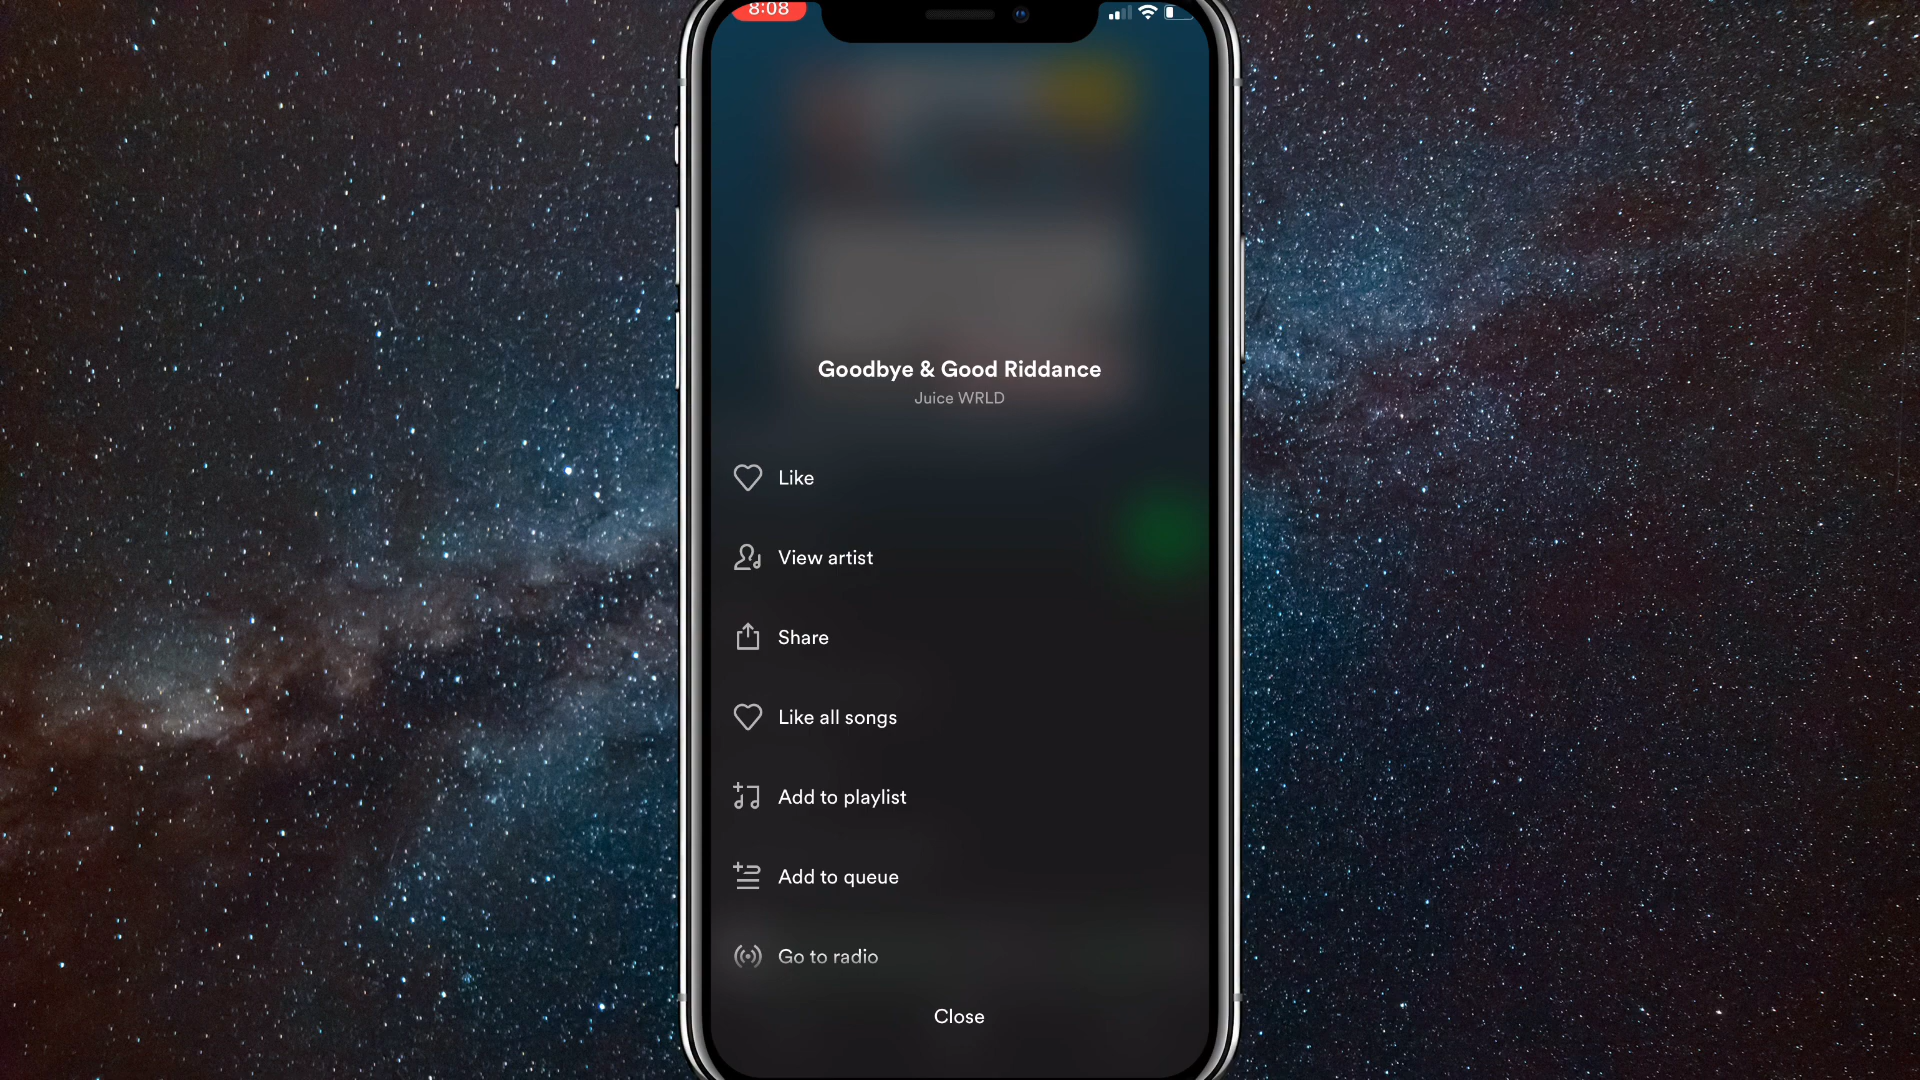 8:08
Goodbye & Good Riddance
Juice WRLD
Like
View artist
Share
Like all songs
Add to playlist
Add to queue
Go to radio
Close